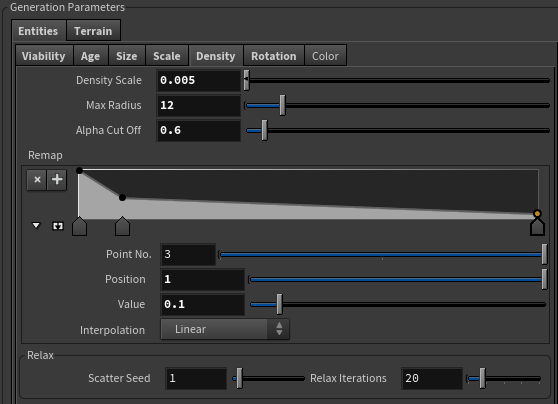 Generation Parameters
Entities Terrain
Viability Age Size Scale Density Rotation Color
Density Scale 0.005
Max Radius 12
Alpha Cut Off 0.6
Remap
Point No. 3
Position 1
Value 0.1
Interpolation Linear
Relax
Scatter Seed 1 Relax Iterations 20